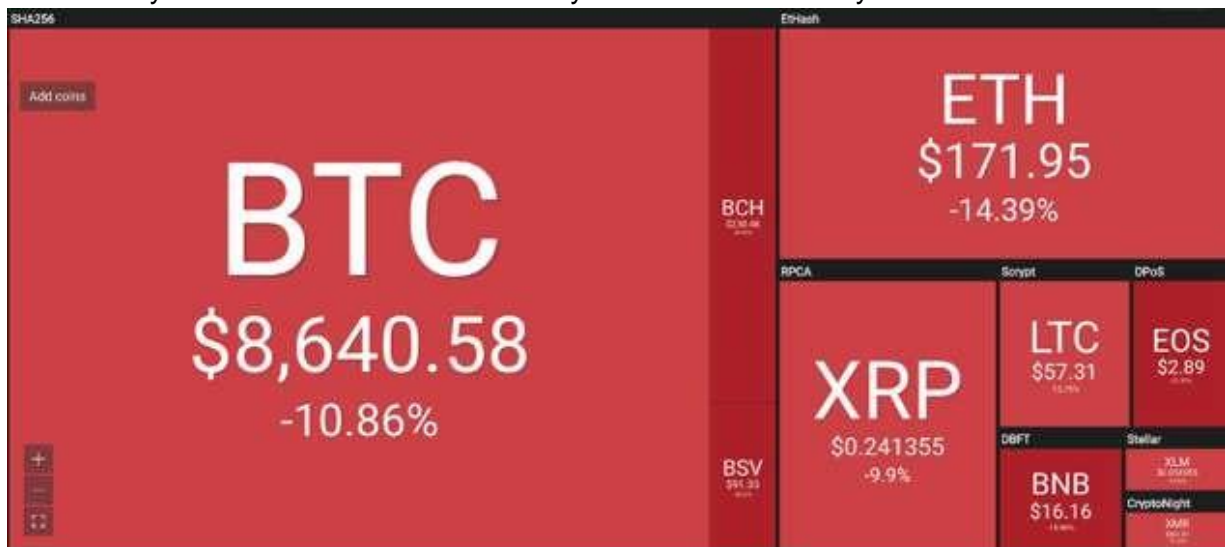 SHA256
Add coins
BTC
$8,640.58
-10.86%
BCH
BSV
$91.33
EtHash
ETH
$171.95
-14.39%
RPCA
XRP
$0.241355
-9.9%
Scrypt
LTC
$57.31
DPoS
EOS
$2.89
DBFT
BNB
$16.16
Stellar
XLM
CryptoNight
XMR